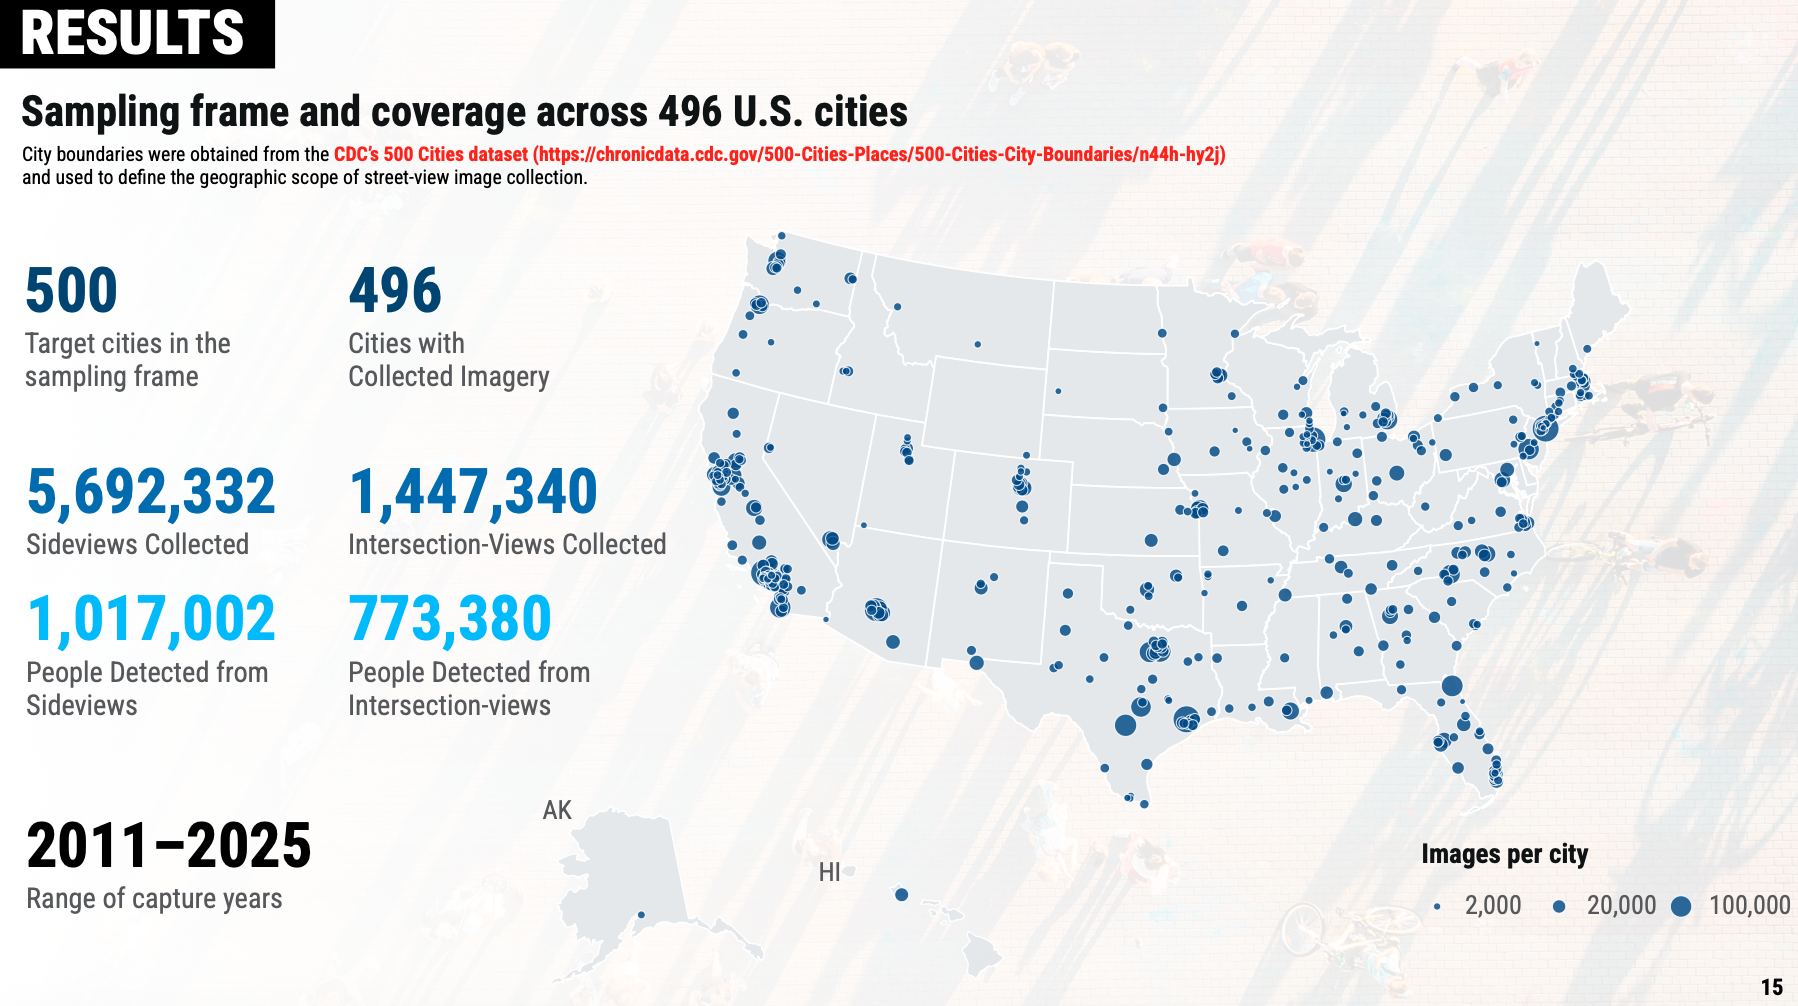 RESULTS
Sampling frame and coverage across 496 U.S. cities
City boundaries were obtained from the CDC's 500 Cities dataset (https://chronicdata.cdc.gov/500-Cities-Places/500-Cities-City-Boundaries/n44h-hy2j)
and used to define the geographic scope of street-view image collection.
500
Target cities in the
sampling frame
496
Cities with
Collected Imagery
5,692,332
Sideviews Collected
1,447,340
Intersection-Views Collected
1,017,002
People Detected from
Sideviews
773,380
People Detected from
Intersection-views
2011–2025
Range of capture years
AK
HI
Images per city
2,000 20,000 100,000
15